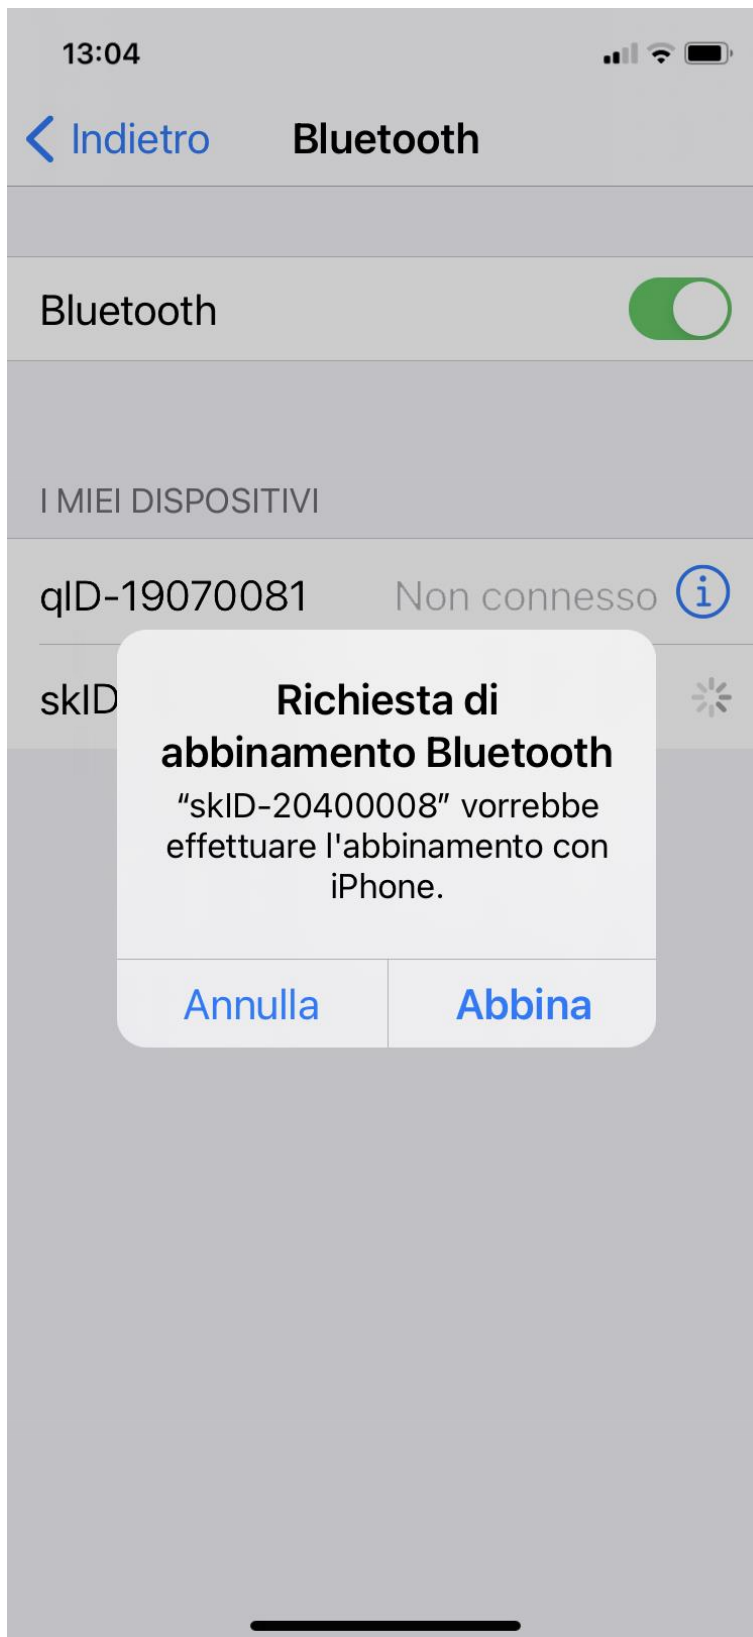 13:04
Indietro Bluetooth
Bluetooth
I MIEI DISPOSITIVI
qID-19070081 Non connesso
skID
Richiesta di
abbinamento Bluetooth
“skID-20400008” vorrebbe
effettuare l'abbinamento con
iPhone.
Annulla Abbina